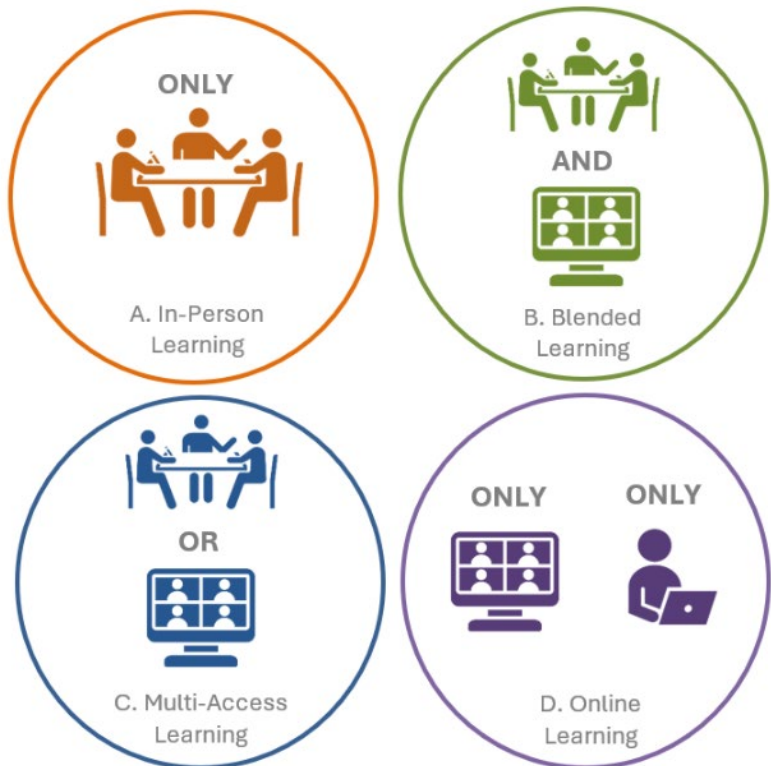 ONLY
A. In-Person
Learning
AND
B. Blended
Learning
OR
C. Multi-Access
Learning
ONLY
ONLY
D. Online
Learning